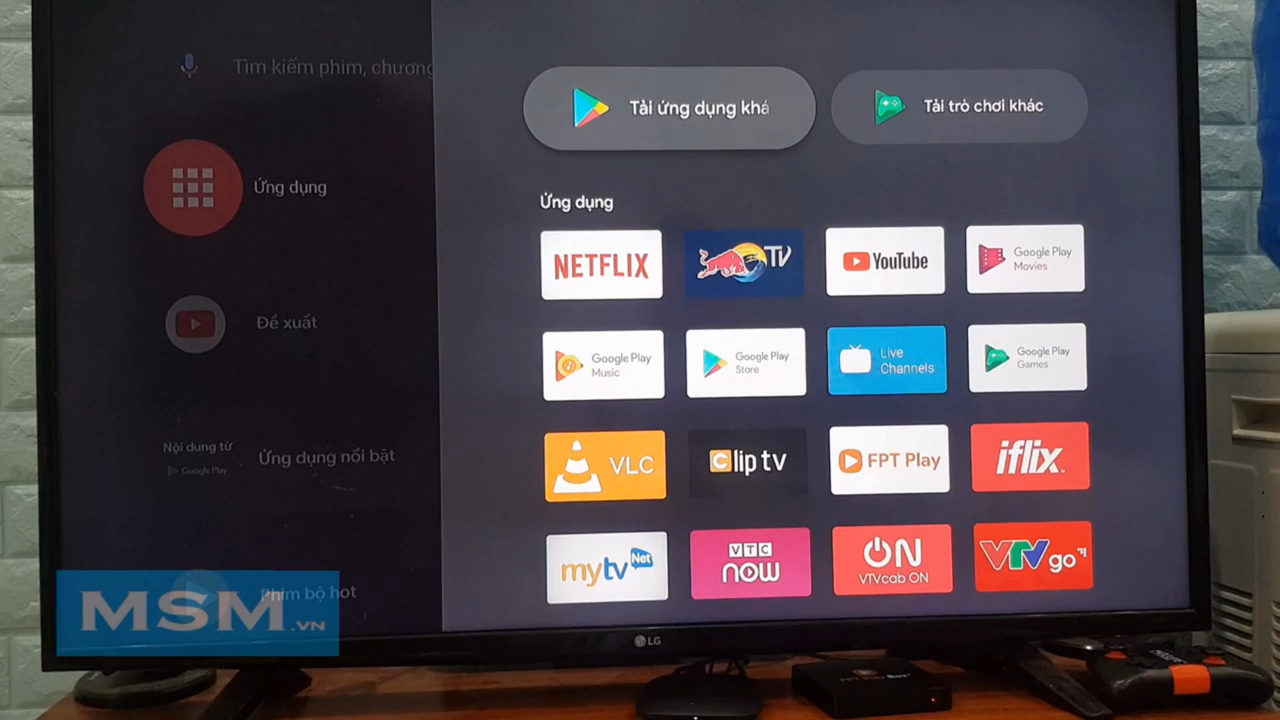 Tìm kiếm phim, chương
Ứng dụng
Đề xuất
Nội dung từ
Google Play
Ứng dụng nổi bật
Phim bộ hot
Tải ứng dụng khá
Tải trò chơi khác
Ứng dụng
NETFLIX
TV
YouTube
Google Play
Movies
Google Play
Music
Google Play
Store
Live
Channels
Google Play
Games
VLC
Clip tv
FPT Play
iflix
mytv Net
VTC
NOW
ON
VTVcab ON
VTV go
MSM.VN
LG
FPT Play Box+